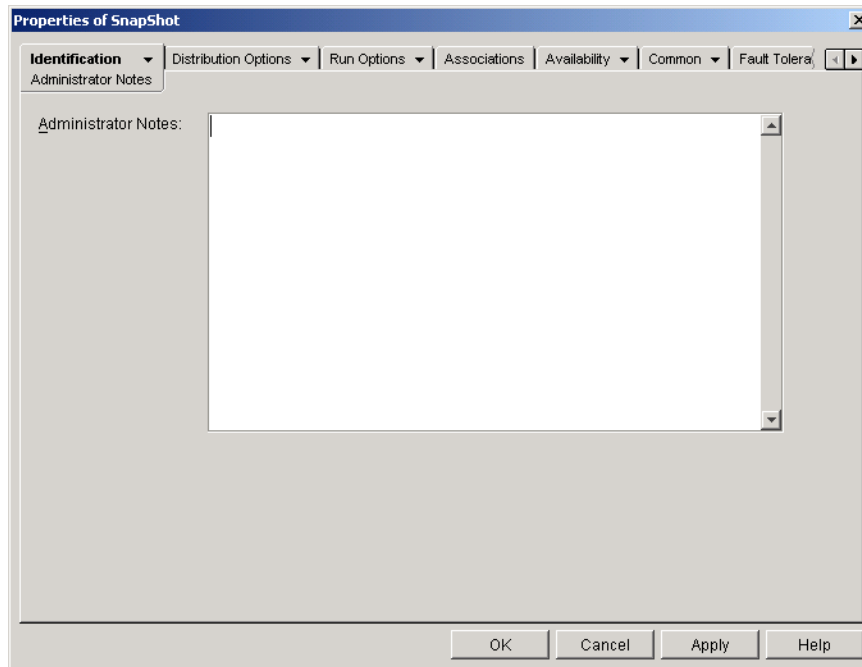 Properties of SnapShot
Identification Distribution Options Run Options Associations Availability Common Fault Tolera
Administrator Notes
Administrator Notes:
OK Cancel Apply Help